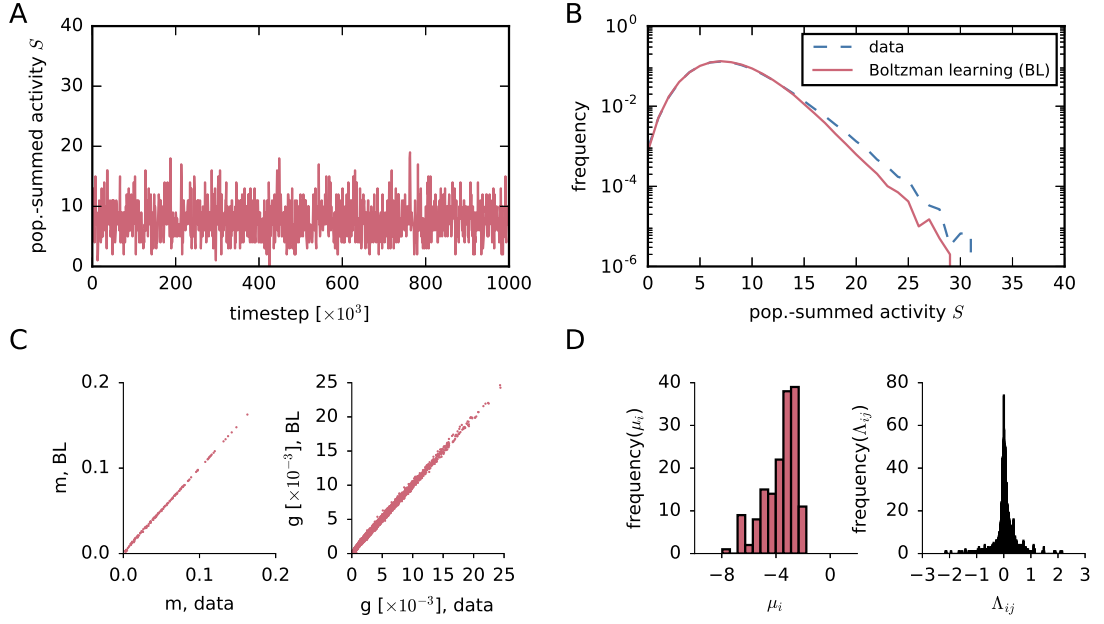 A
pop.-summed activity S
40
30
20
10
0
0 200 400 600 800 1000
timestep [×10³]
B
frequency
10⁰
10⁻²
10⁻⁴
10⁻⁶
data
Boltzman learning (BL)
0 5 10 15 20 25 30 35 40
pop.-summed activity S
C
m, BL
0.2
0.1
0.0
0.0 0.1 0.2
m, data
g [×10⁻³], BL
25
20
15
10
5
0
0 5 10 15 20 25
g [×10⁻³], data
D
frequency(μᵢ)
40
30
20
10
0
−8 −4 0
μᵢ
frequency(Λᵢⱼ)
80
60
40
20
0
−3 −2 −1 0 1 2 3
Λᵢⱼ